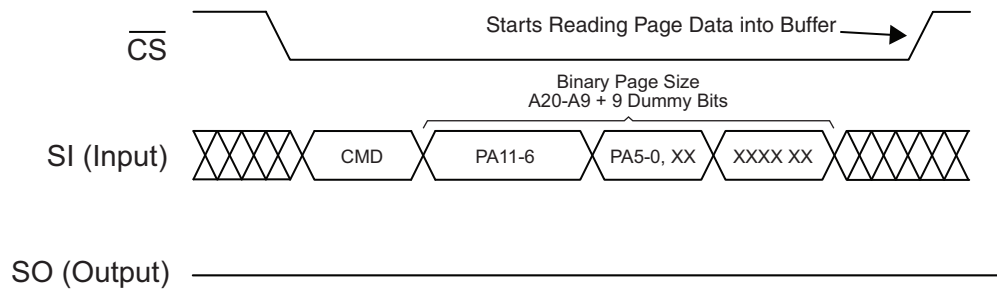 Starts Reading Page Data into Buffer
CS
Binary Page Size
A20-A9 + 9 Dummy Bits
SI (Input)
CMD
PA11-6
PA5-0, XX
XXXX XX
SO (Output)